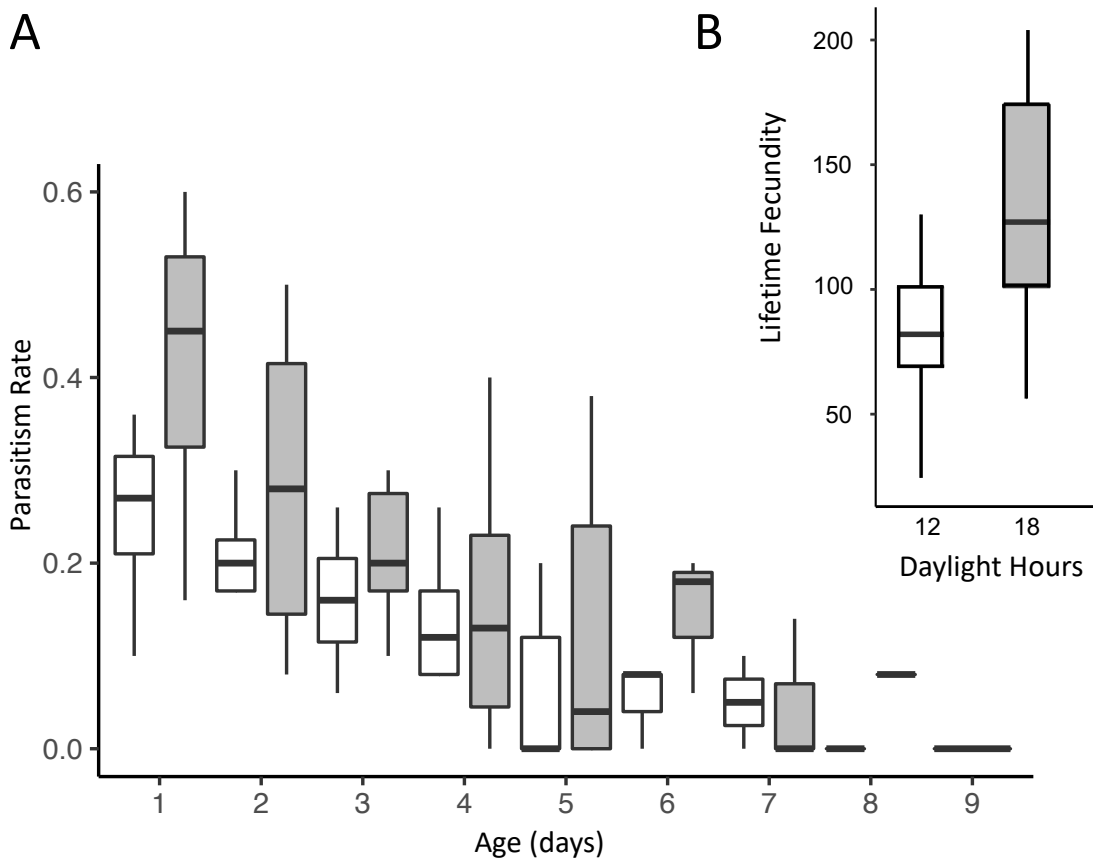 A
B
200
150
100
50
Lifetime Fecundity
12 18
Daylight Hours
0.6
0.4
0.2
0.0
Parasitism Rate
1 2 3 4 5 6 7 8 9
Age (days)